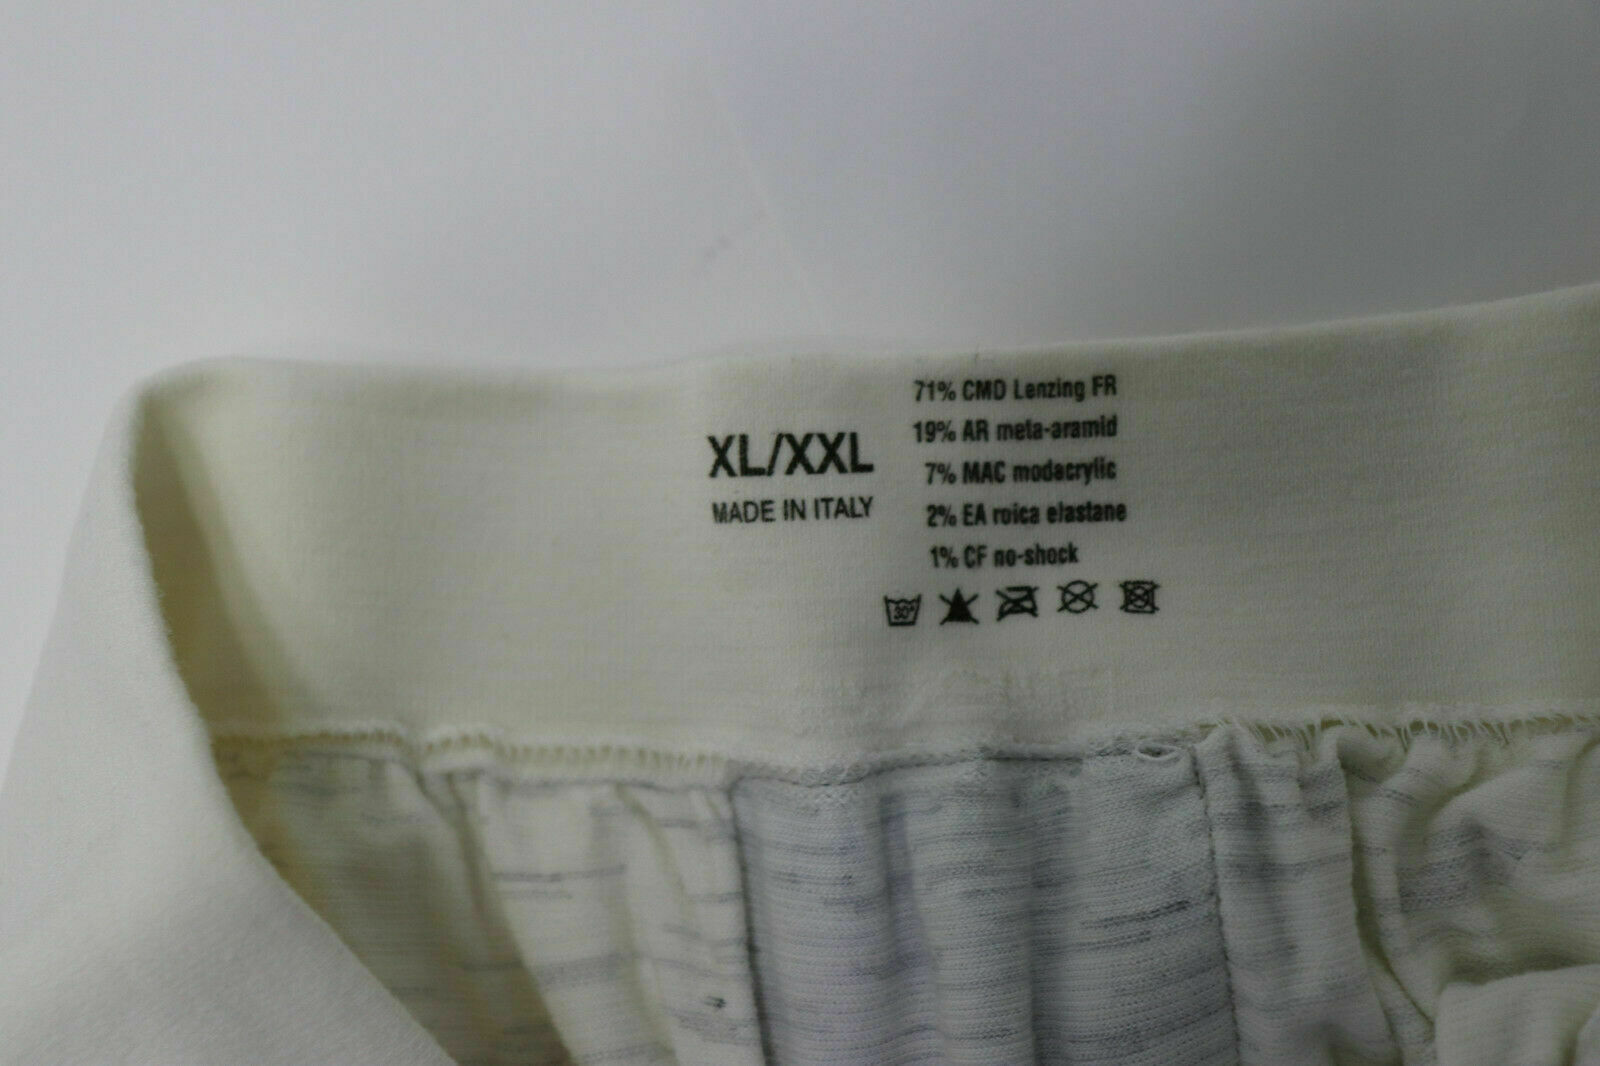 XL/XXL
MADE IN ITALY
71% CMD Lenzing FR
19% AR meta-aramid
7% MAC modacrylic
2% EA roica elastane
1% CF no-shock
30°